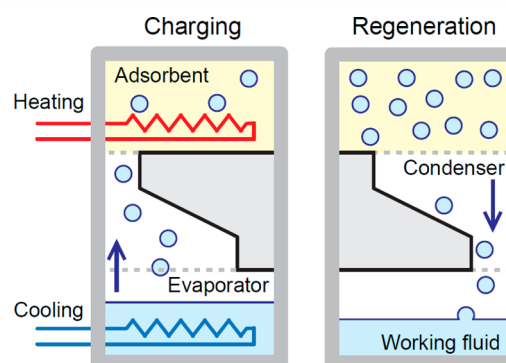 Charging
Regeneration
Adsorbent
Heating
Condenser
Evaporator
Cooling
Working fluid